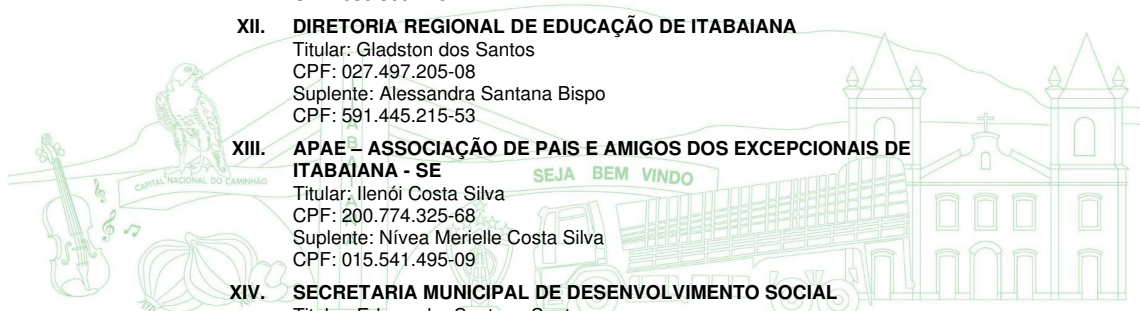 XII. DIRETORIA REGIONAL DE EDUCAÇÃO DE ITABAIANA
Titular: Gladston dos Santos
CPF: 027.497.205-08
Suplente: Alessandra Santana Bispo
CPF: 591.445.215-53
XIII. APAE – ASSOCIAÇÃO DE PAIS E AMIGOS DOS EXCEPCIONAIS DE
ITABAIANA - SE
CAPITAL NACIONAL DO CAMINHÃO
SEJA BEM VINDO
Titular: Ilenói Costa Silva
CPF: 200.774.325-68
Suplente: Nívea Merielle Costa Silva
CPF: 015.541.495-09
XIV. SECRETARIA MUNICIPAL DE DESENVOLVIMENTO SOCIAL